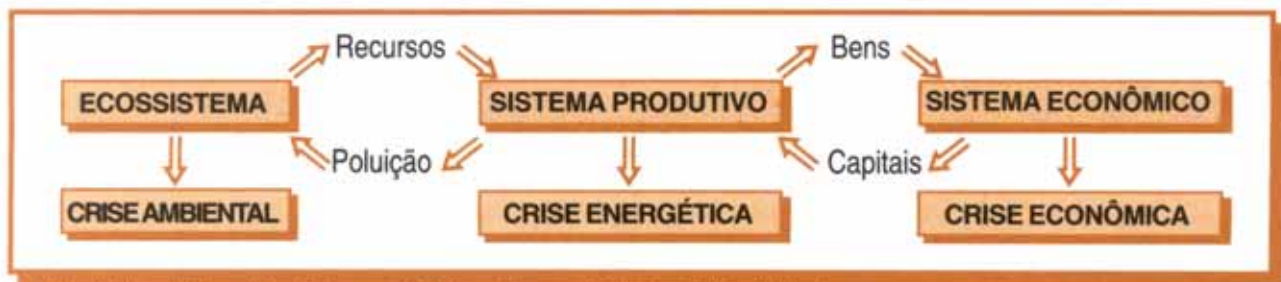 Recursos Bens
ECOSSISTEMA SISTEMA PRODUTIVO SISTEMA ECONÔMICO
Poluição Capitais
CRISE AMBIENTAL CRISE ENERGÉTICA CRISE ECONÔMICA